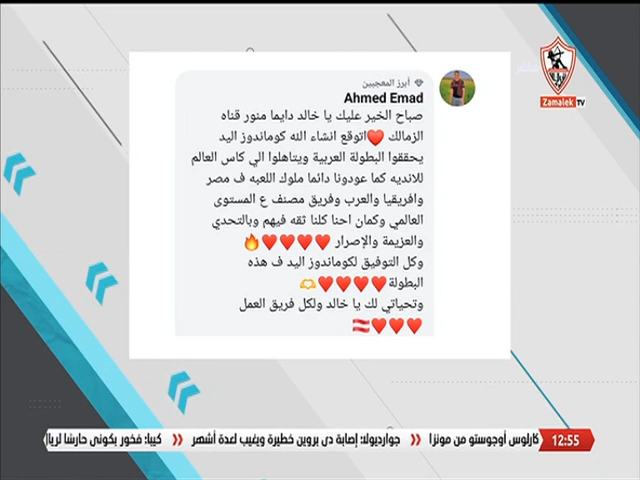 أبرز المعجبين
Ahmed Emad
صباح الخير عليك يا خالد دايما منور قناه
الزمالك ❤️اتوقع انشاء الله كوماندوز اليد
يحققوا البطولة العربية ويتاهلوا الي كاس العالم
للانديه كما عودونا دائما ملوك اللعبه ف مصر
وافريقيا والعرب وفريق مصنف ع المستوى
العالمي وكمان احنا كلنا ثقه فيهم وبالتحدي
والعزيمة والإصرار ❤️❤️❤️❤️🔥
وكل التوفيق لكوماندوز اليد ف هذه
البطولة❤️❤️❤️❤️🫶
وتحياتي لك يا خالد ولكل فريق العمل
❤️❤️❤️🇦🇹
Zamalek TV
12:55
كارلوس أوجوستو من مونزا
جوارديولا: إصابة دى بروين خطيرة ويغيب لعدة أشهر
كيبا: فخور بكونى حارسًا لريال